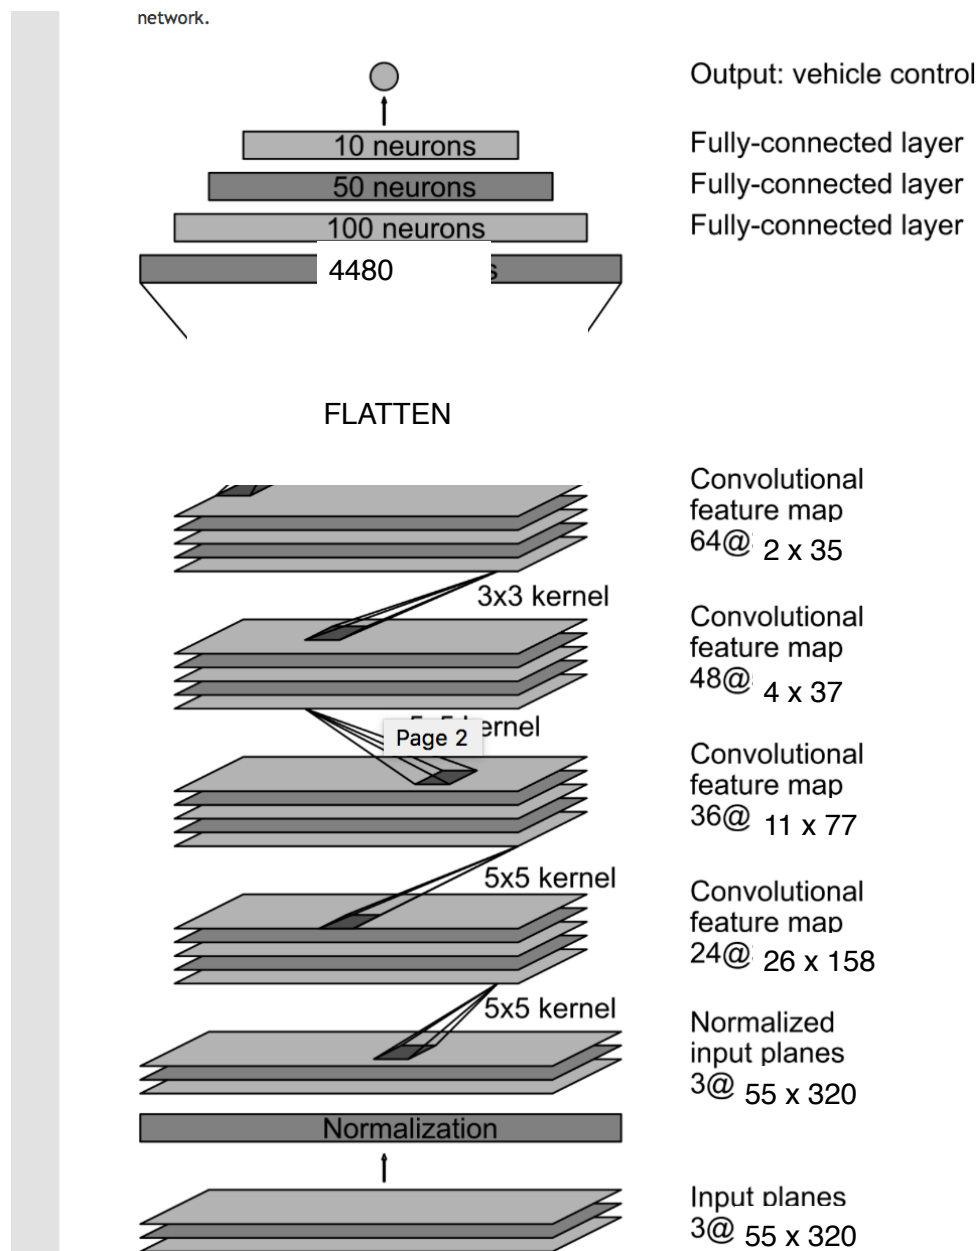 network.
Output: vehicle control
10 neurons
Fully-connected layer
50 neurons
Fully-connected layer
100 neurons
Fully-connected layer
4480
FLATTEN
Convolutional
feature map
64@ 2 x 35
3x3 kernel
Convolutional
feature map
48@ 4 x 37
kernel
Page 2
Convolutional
feature map
36@ 11 x 77
5x5 kernel
Convolutional
feature map
24@ 26 x 158
5x5 kernel
Normalized
input planes
3@ 55 x 320
Normalization
Input planes
3@ 55 x 320